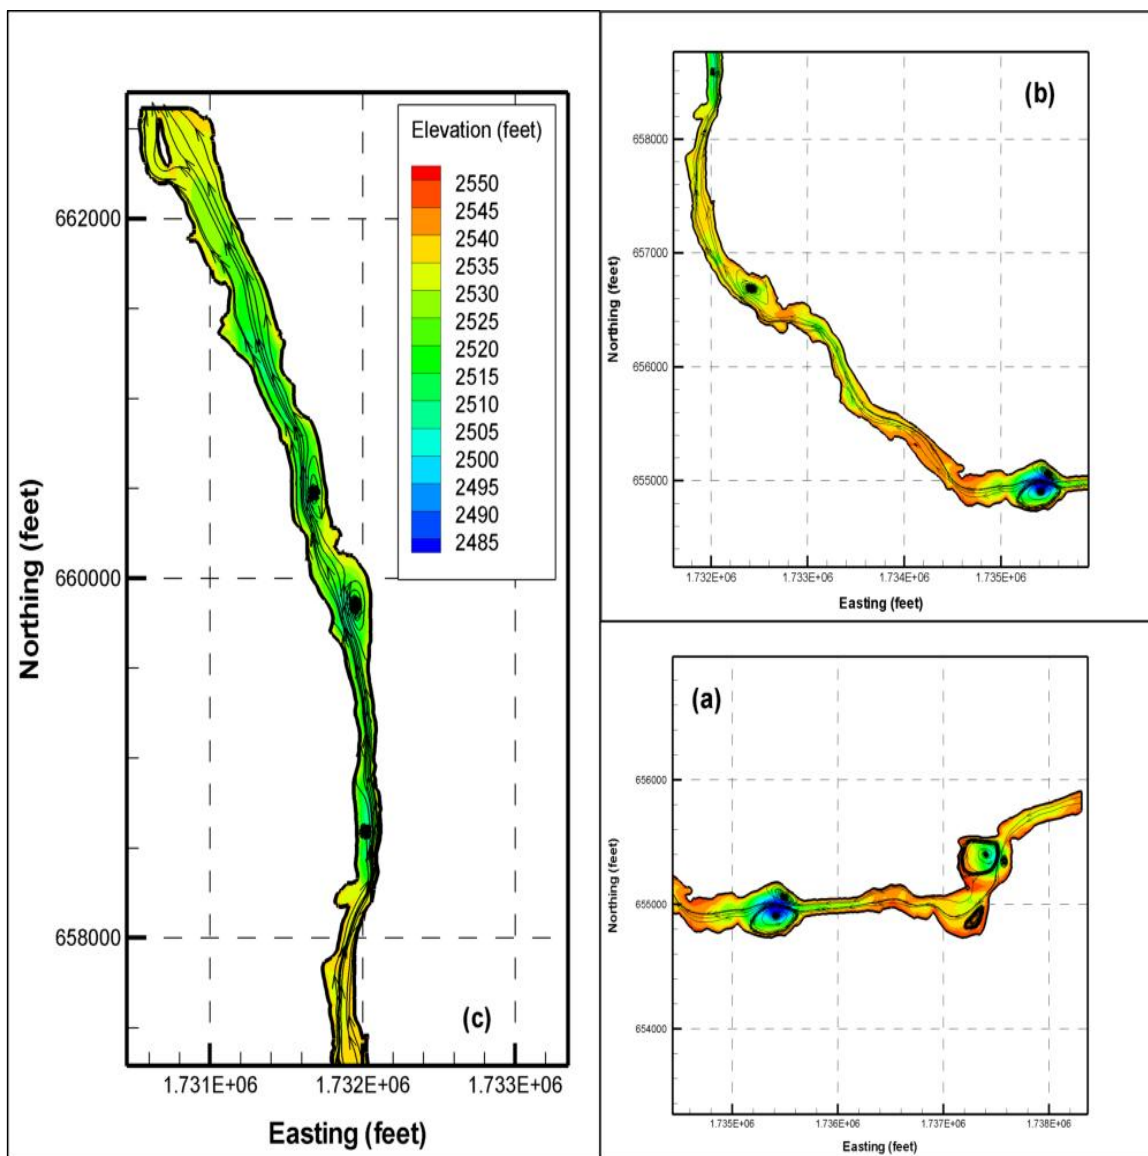 Elevation (feet)
2550
2545
2540
2535
2530
2525
2520
2515
2510
2505
2500
2495
2490
2485
662000
660000
658000
Northing (feet)
(c)
1.731E+06 1.732E+06 1.733E+06
Easting (feet)
(b)
658000
657000
656000
655000
Northing (feet)
1.732E+06 1.733E+06 1.734E+06 1.735E+06
Easting (feet)
(a)
656000
655000
654000
Northing (feet)
1.735E+06 1.736E+06 1.737E+06 1.738E+06
Easting (feet)